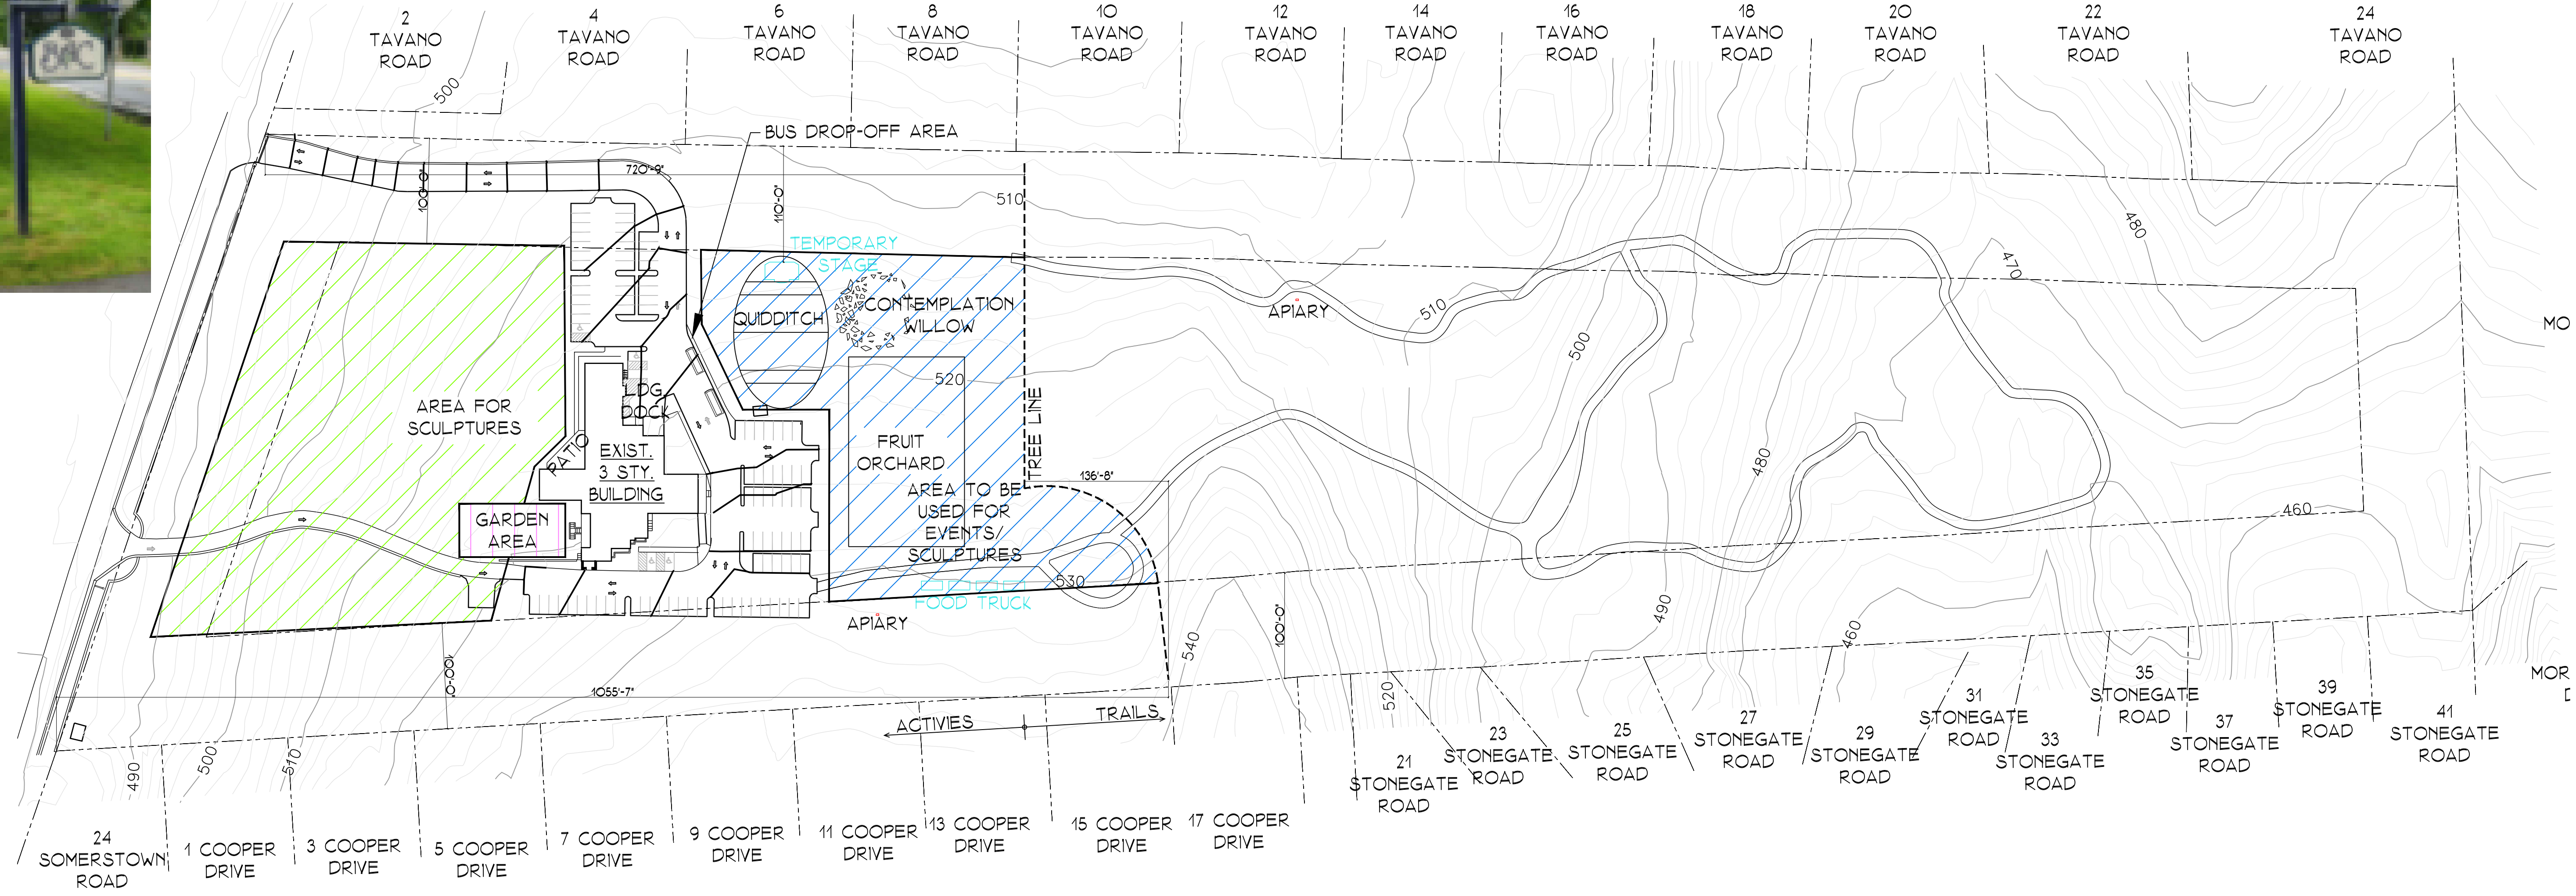 BAC
2
TAVANO
ROAD
4
TAVANO
ROAD
6
TAVANO
ROAD
8
TAVANO
ROAD
10
TAVANO
ROAD
12
TAVANO
ROAD
14
TAVANO
ROAD
16
TAVANO
ROAD
18
TAVANO
ROAD
20
TAVANO
ROAD
22
TAVANO
ROAD
24
TAVANO
ROAD
500
BUS DROP-OFF AREA
720'-9"
100'-0"
110'-0"
510
TEMPORARY
STAGE
QUIDDITCH
CONTEMPLATION
WILLOW
APIARY
510
500
480
470
MO
520
LDG.
DOCK
AREA FOR
SCULPTURES
PATIO
EXIST.
3 STY.
BUILDING
FRUIT
ORCHARD
TREE LINE
136'-8"
AREA TO BE
USED FOR
EVENTS/
SCULPTURES
GARDEN
AREA
480
460
530
FOOD TRUCK
APIARY
100'-0"
490
460
540
100'-0"
1055'-7"
520
ACTIVIES
TRAILS
490
500
510
21
STONEGATE
ROAD
23
STONEGATE
ROAD
25
STONEGATE
ROAD
27
STONEGATE
ROAD
29
STONEGATE
ROAD
31
STONEGATE
ROAD
33
STONEGATE
ROAD
35
STONEGATE
ROAD
37
STONEGATE
ROAD
39
STONEGATE
ROAD
41
STONEGATE
ROAD
MOR
D
24
SOMERSTOWN
ROAD
1 COOPER
DRIVE
3 COOPER
DRIVE
5 COOPER
DRIVE
7 COOPER
DRIVE
9 COOPER
DRIVE
11 COOPER
DRIVE
13 COOPER
DRIVE
15 COOPER
DRIVE
17 COOPER
DRIVE